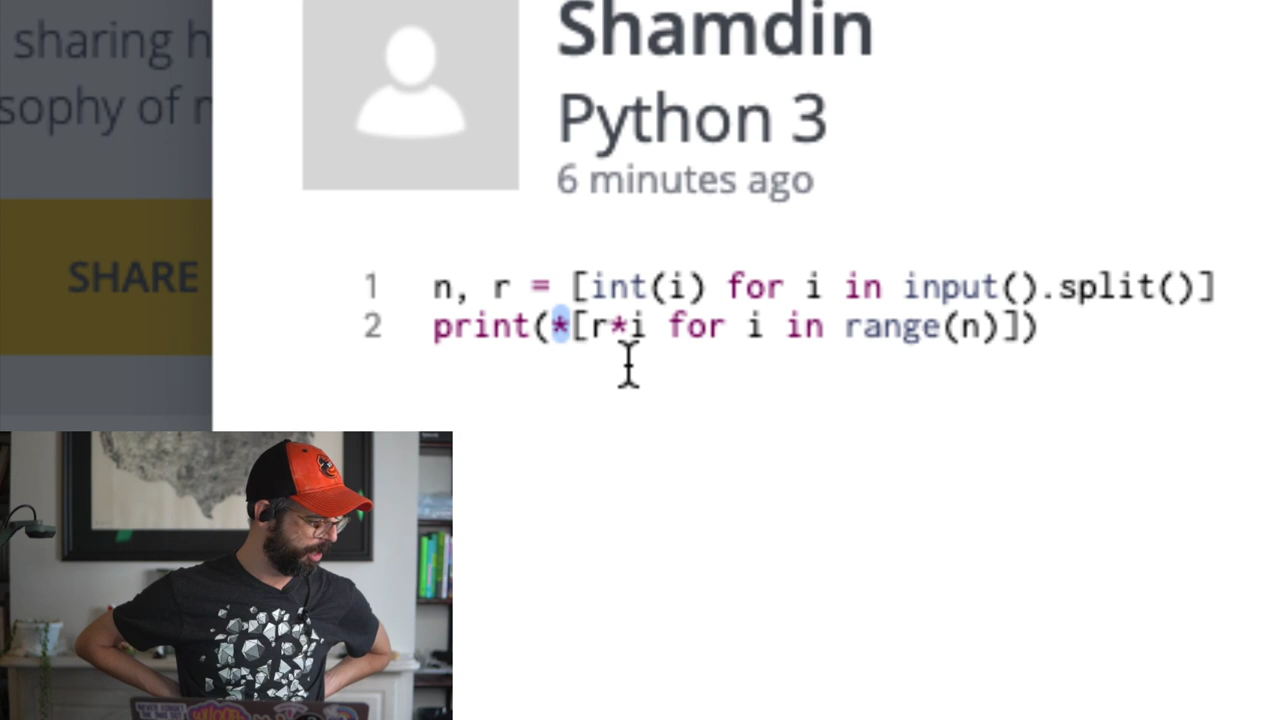 sharing h
sophy of
SHARE
Shamdin
Python 3
6 minutes ago
1 n, r = [int(i) for i in input().split()]
2 print(*[r*i for i in range(n)])